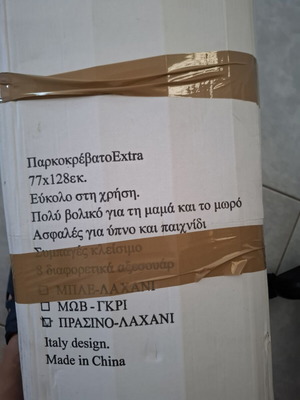 ΠαρκοκρέβατοExtra
77x128εκ.
Εύκολο στη χρήση.
Πολύ βολικό για τη μαμά και το μωρό
Ασφαλές για ύπνο και παιχνίδι
Συμπαγές κλείσιμο
3 διαφορετικά αξεσουάρ
ΜΠΛΕ-ΛΑΧΑΝΙ
ΜΩΒ-ΓΚΡΙ
ΠΡΑΣΙΝΟ-ΛΑΧΑΝΙ
Italy design.
Made in China